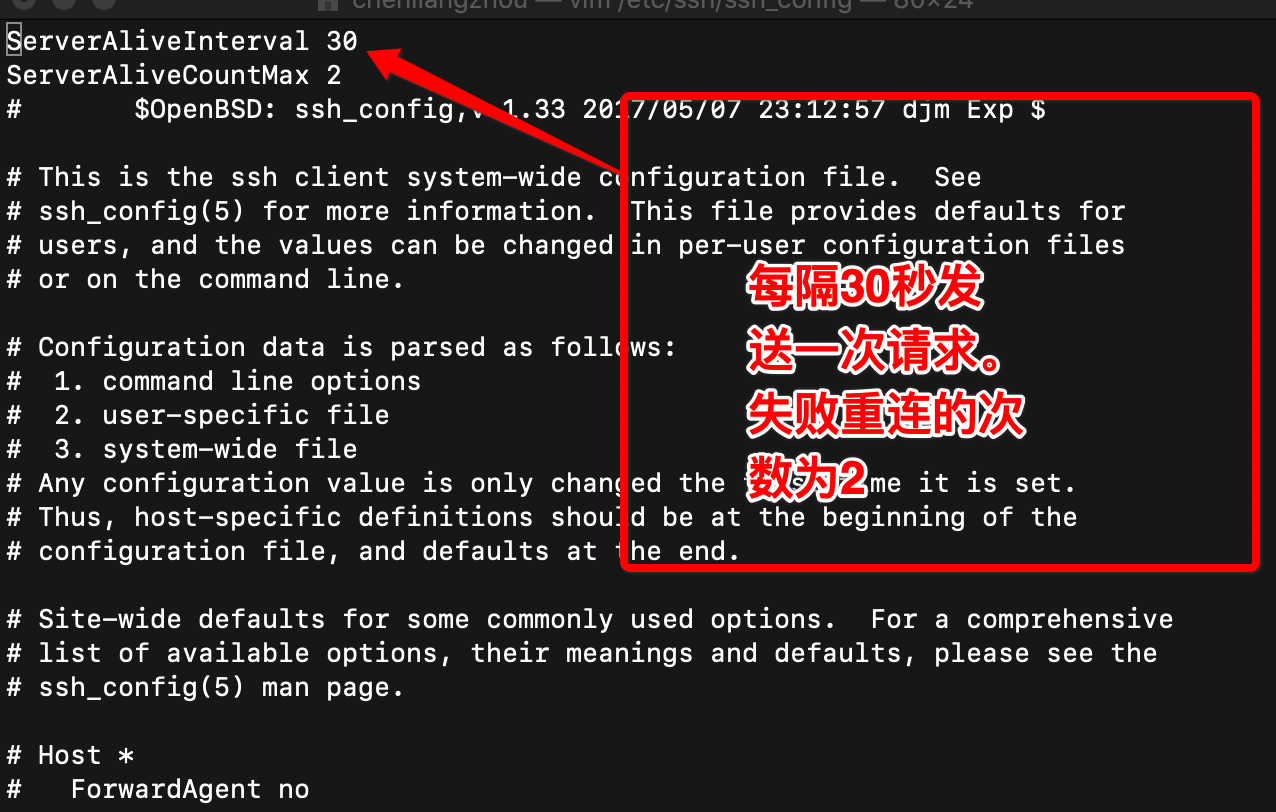 chenliangzhou — vim /etc/ssh/ssh_config — 80×24
ServerAliveInterval 30
ServerAliveCountMax 2
# $OpenBSD: ssh_config,v 1.33 2017/05/07 23:12:57 djm Exp $
# This is the ssh client system-wide configuration file.  See
# ssh_config(5) for more information.  This file provides defaults for
# users, and the values can be changed in per-user configuration files
# or on the command line.
每隔30秒发
送一次请求。
失败重连的次
数为2
# Configuration data is parsed as follows:
#  1. command line options
#  2. user-specific file
#  3. system-wide file
# Any configuration value is only changed the me it is set.
# Thus, host-specific definitions should be at the beginning of the
# configuration file, and defaults at the end.
# Site-wide defaults for some commonly used options.  For a comprehensive
# list of available options, their meanings and defaults, please see the
# ssh_config(5) man page.
# Host *
#   ForwardAgent no